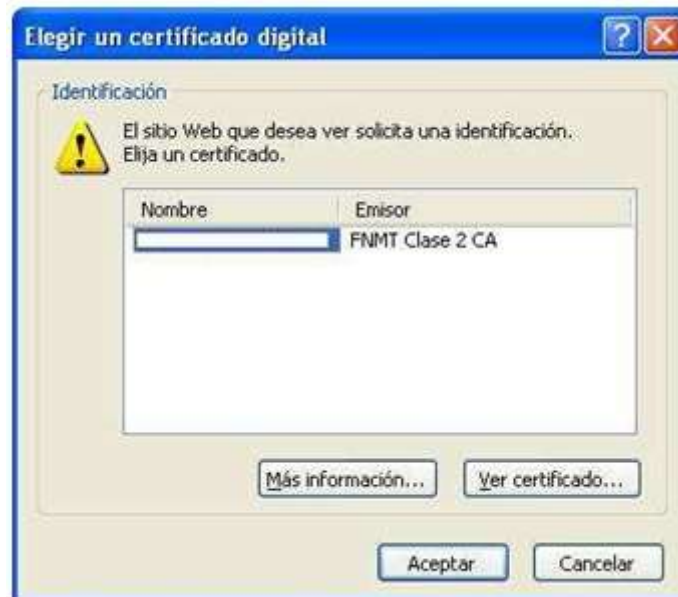 Elegir un certificado digital
Identificación
El sitio Web que desea ver solicita una identificación.
Elija un certificado.
Nombre Emisor
FNMT Clase 2 CA
Más información... Ver certificado...
Aceptar Cancelar